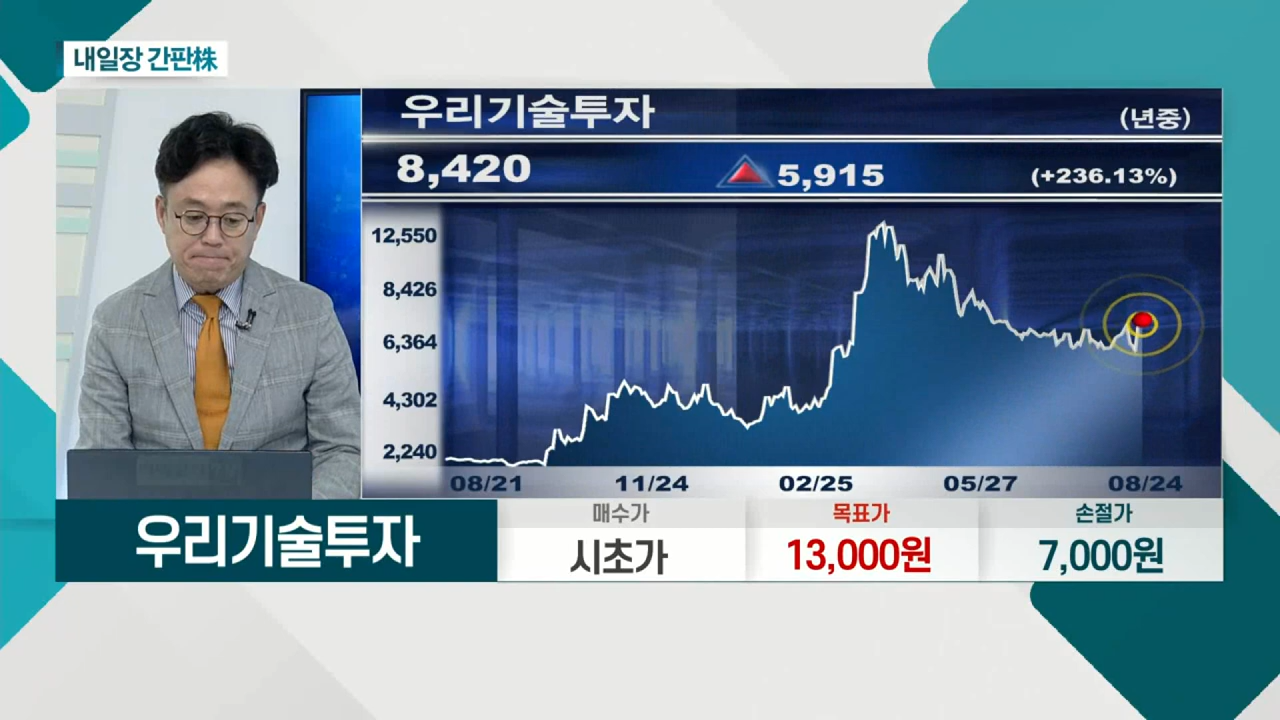 내일장 간판株
우리기술투자
(년중)
8,420
5,915
(+236.13%)
12,550
8,426
6,364
4,302
2,240
08/21
11/24
02/25
05/27
08/24
우리기술투자
매수가
시초가
목표가
13,000원
손절가
7,000원